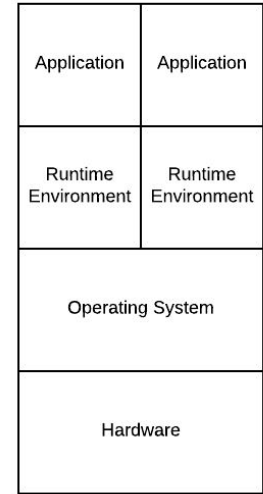 Application
Application
Runtime
Environment
Runtime
Environment
Operating System
Hardware